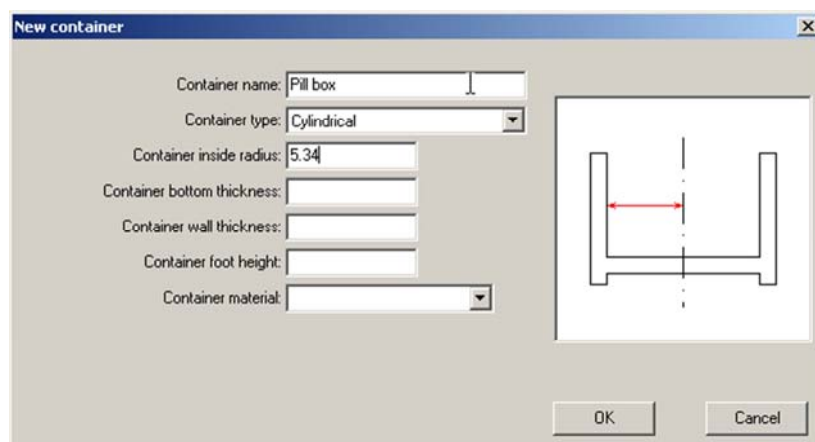 New container
Container name: Pill box
Container type: Cylindrical
Container inside radius: 5.34
Container bottom thickness:
Container wall thickness:
Container foot height:
Container material:
OK Cancel